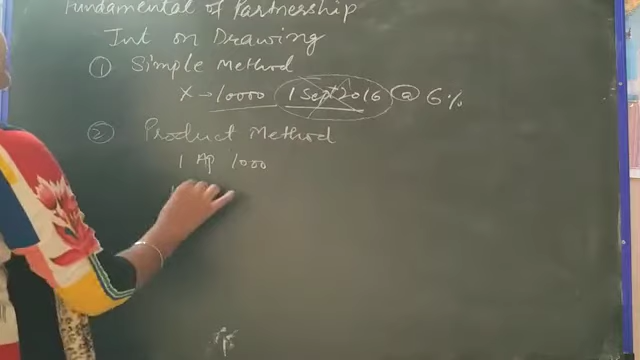 Fundamental of Partnership
Int on Drawing
① Simple Method
X → 10000 1 Sept 2016 @ 6%
② Product Method
1 Ap 1000
1